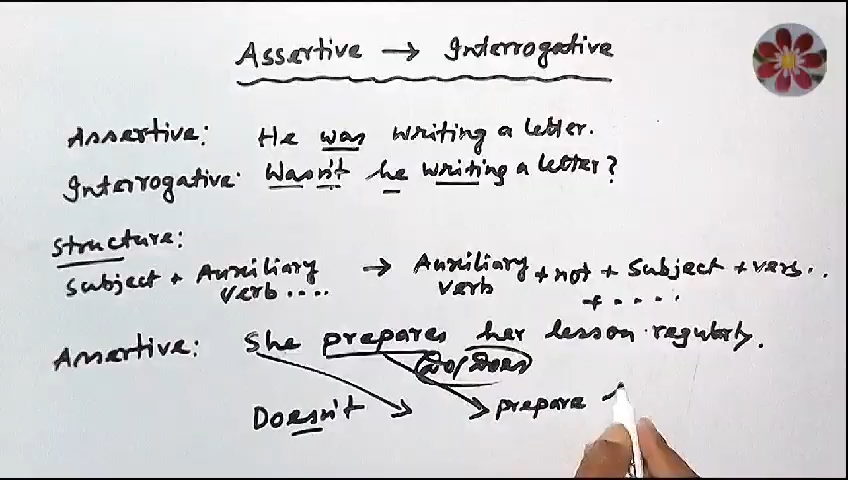 Assertive → Interrogative
Assertive: He was writing a letter.
Interrogative: Wasn't he writing a letter?
Structure:
Subject + Auxiliary verb.... → Auxiliary verb + not + Subject + verb..
+ .....
Assertive: She prepares her lesson regularly.
do/does
Doesn't → prepare